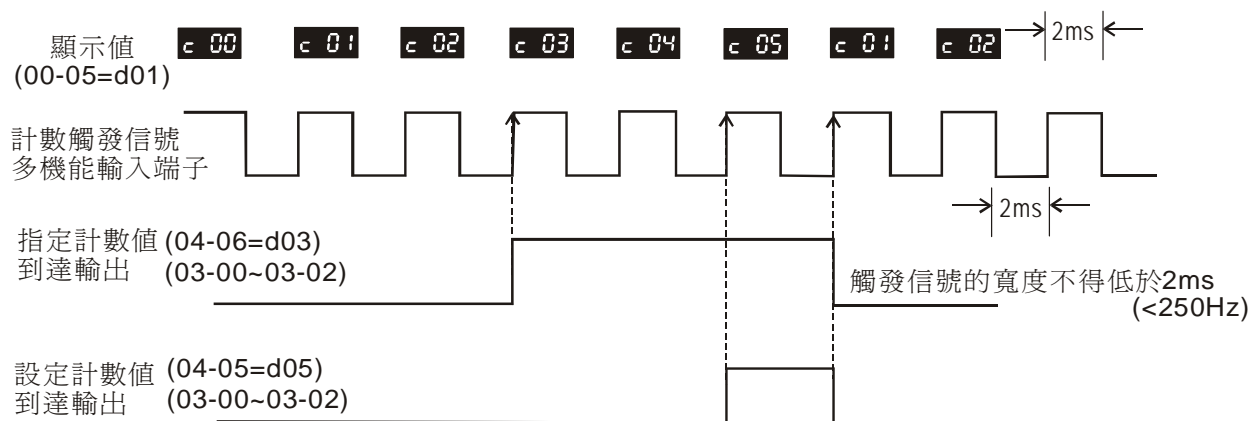 顯示值
(00-05=d01)
c 00 c 01 c 02 c 03 c 04 c 05 c 01 c 02
2ms
計數觸發信號
多機能輸入端子
2ms
指定計數值 (04-06=d03)
到達輸出 (03-00~03-02)
觸發信號的寬度不得低於2ms
(<250Hz)
設定計數值 (04-05=d05)
到達輸出 (03-00~03-02)